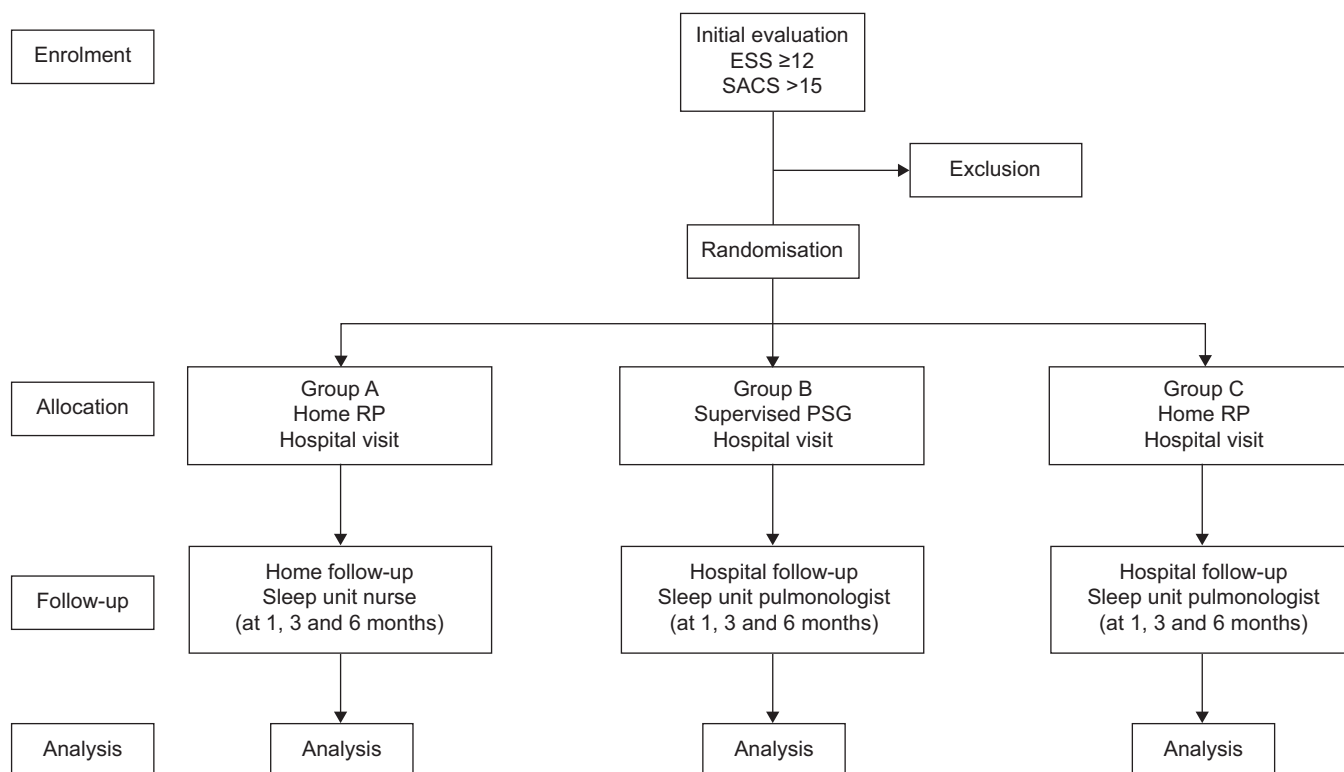 Enrolment
Initial evaluation
ESS ≥12
SACS >15
Exclusion
Randomisation
Allocation
Group A
Home RP
Hospital visit
Group B
Supervised PSG
Hospital visit
Group C
Home RP
Hospital visit
Follow-up
Home follow-up
Sleep unit nurse
(at 1, 3 and 6 months)
Hospital follow-up
Sleep unit pulmonologist
(at 1, 3 and 6 months)
Hospital follow-up
Sleep unit pulmonologist
(at 1, 3 and 6 months)
Analysis
Analysis
Analysis
Analysis